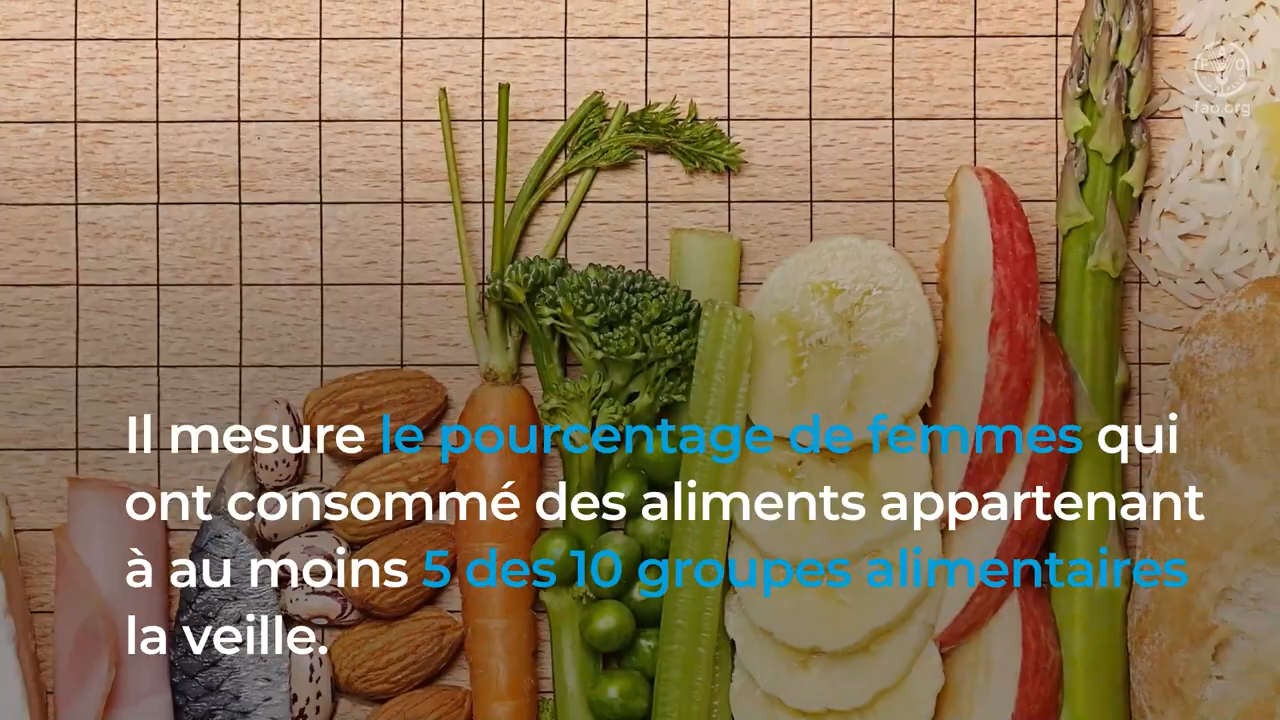 F A O
fao.org
Il mesure le pourcentage de femmes qui
ont consommé des aliments appartenant
à au moins 5 des 10 groupes alimentaires
la veille.